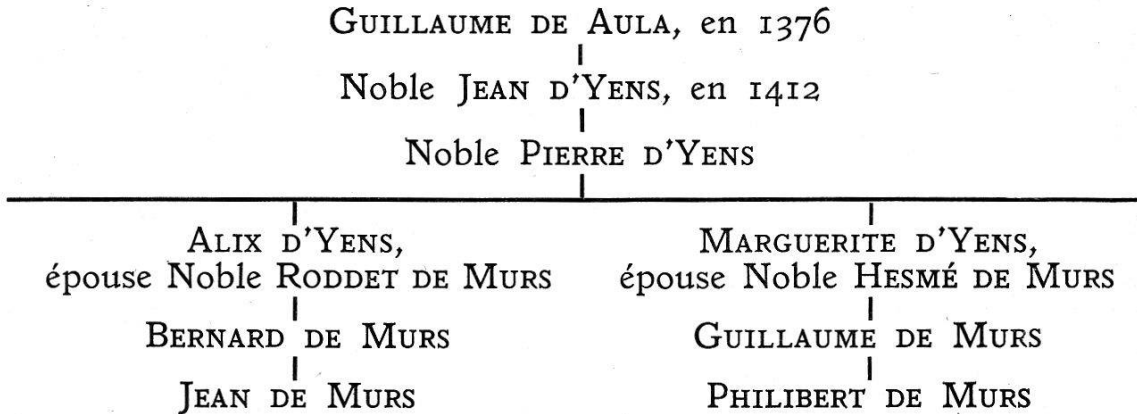 GUILLAUME DE AULA, en 1376
Noble JEAN D'YENS, en 1412
Noble PIERRE D'YENS
ALIX D'YENS,
épouse Noble RODDET DE MURS
BERNARD DE MURS
JEAN DE MURS
MARGUERITE D'YENS,
épouse Noble HESMÉ DE MURS
GUILLAUME DE MURS
PHILIBERT DE MURS